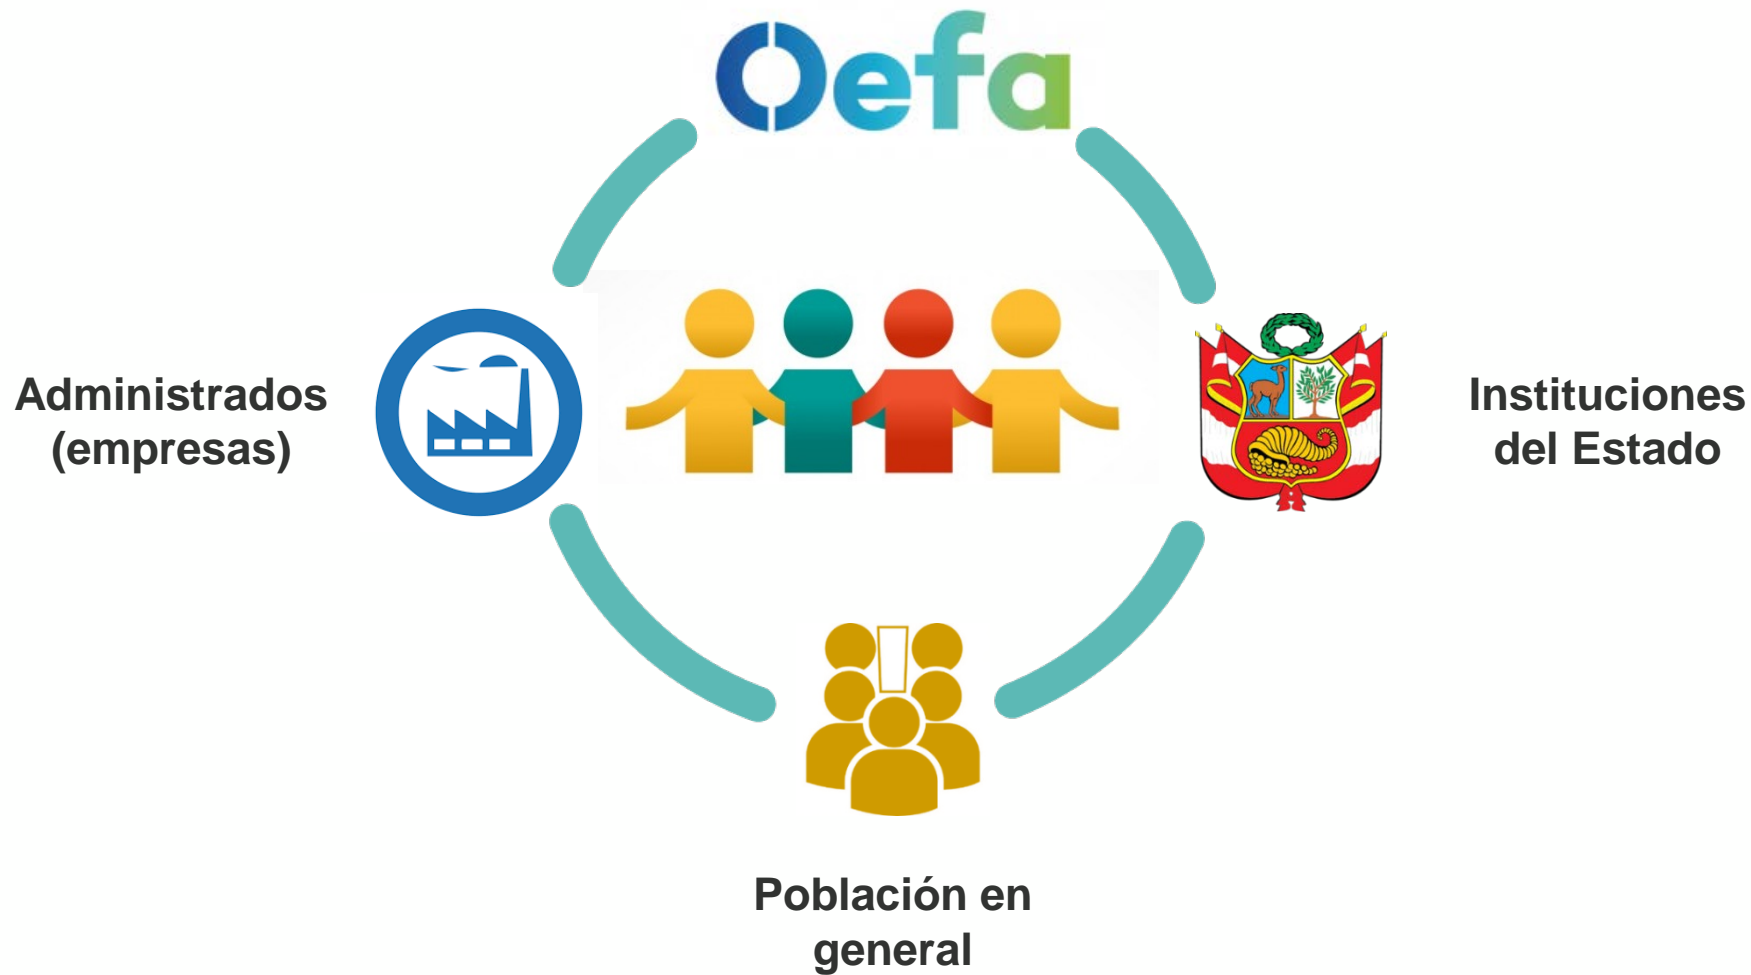 Oefa
Administrados
(empresas)
Instituciones
del Estado
Población en
general